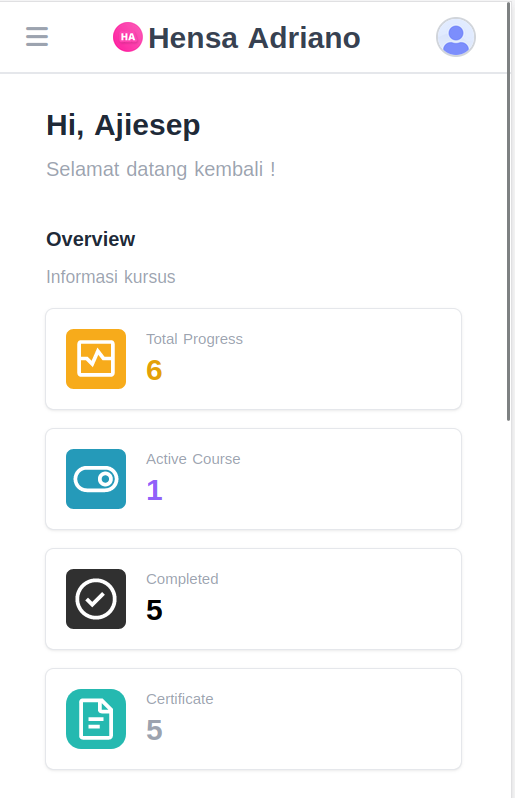 HA Hensa Adriano
Hi, Ajiesep
Selamat datang kembali !
Overview
Informasi kursus
Total Progress
6
Active Course
1
Completed
5
Certificate
5